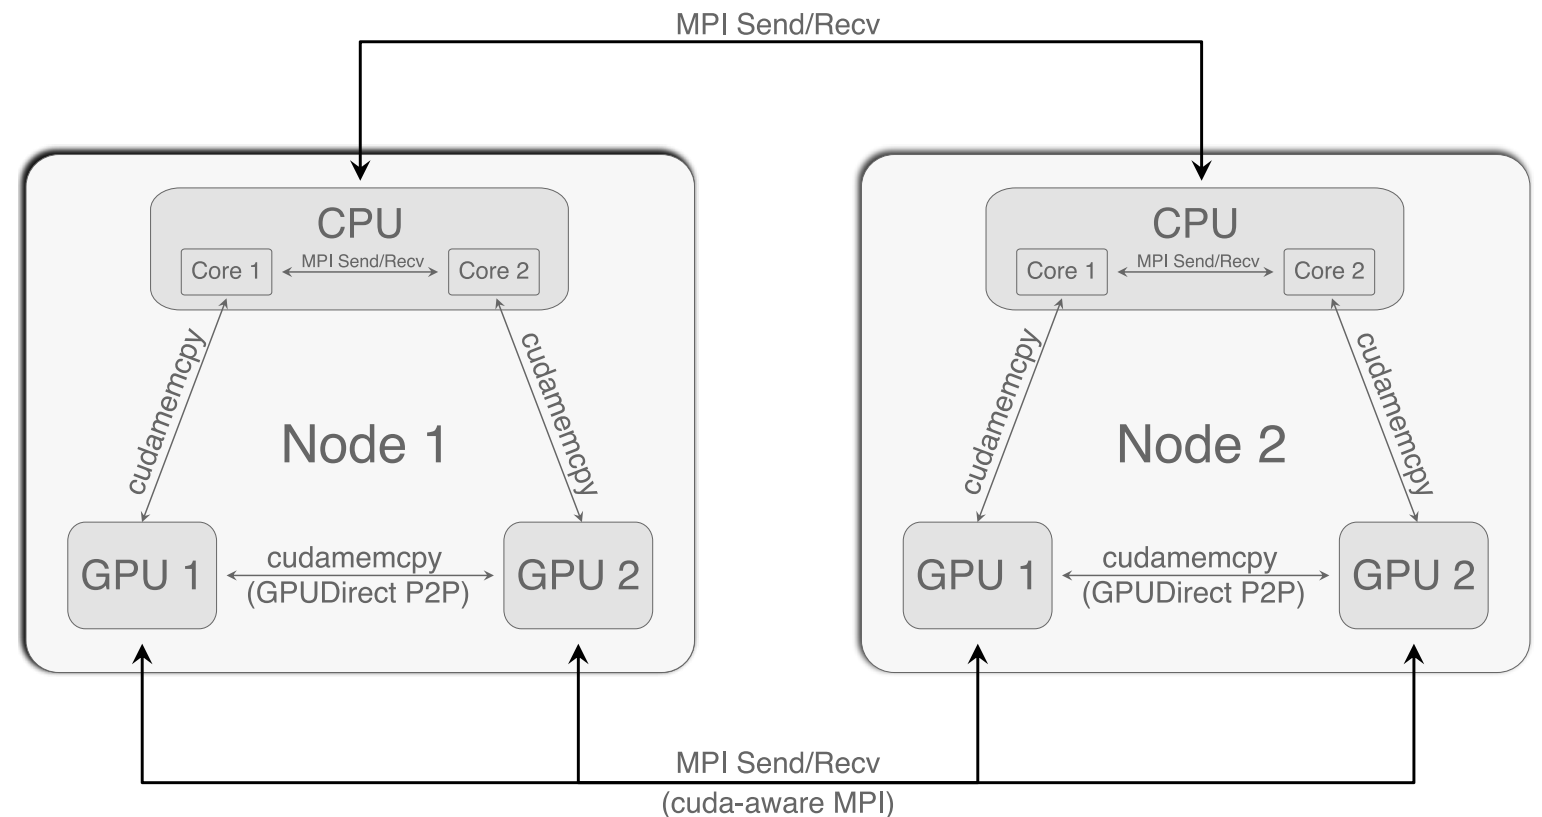 MPI Send/Recv
CPU
Core 1
MPI Send/Recv
Core 2
cudamemcpy
cudamemcpy
Node 1
GPU 1
cudamemcpy
(GPUDirect P2P)
GPU 2
CPU
Core 1
MPI Send/Recv
Core 2
cudamemcpy
cudamemcpy
Node 2
GPU 1
cudamemcpy
(GPUDirect P2P)
GPU 2
MPI Send/Recv
(cuda-aware MPI)